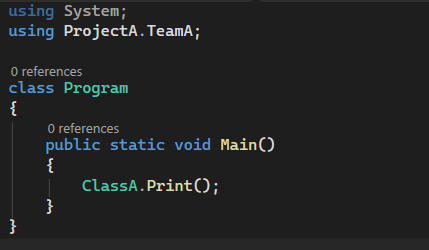 using System;
using ProjectA.TeamA;
0 references
class Program
{
0 references
public static void Main()
{
ClassA.Print();
}
}